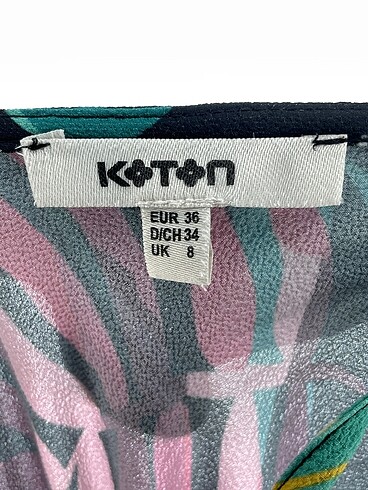 KOTON
EUR 36
D/CH 34
UK 8